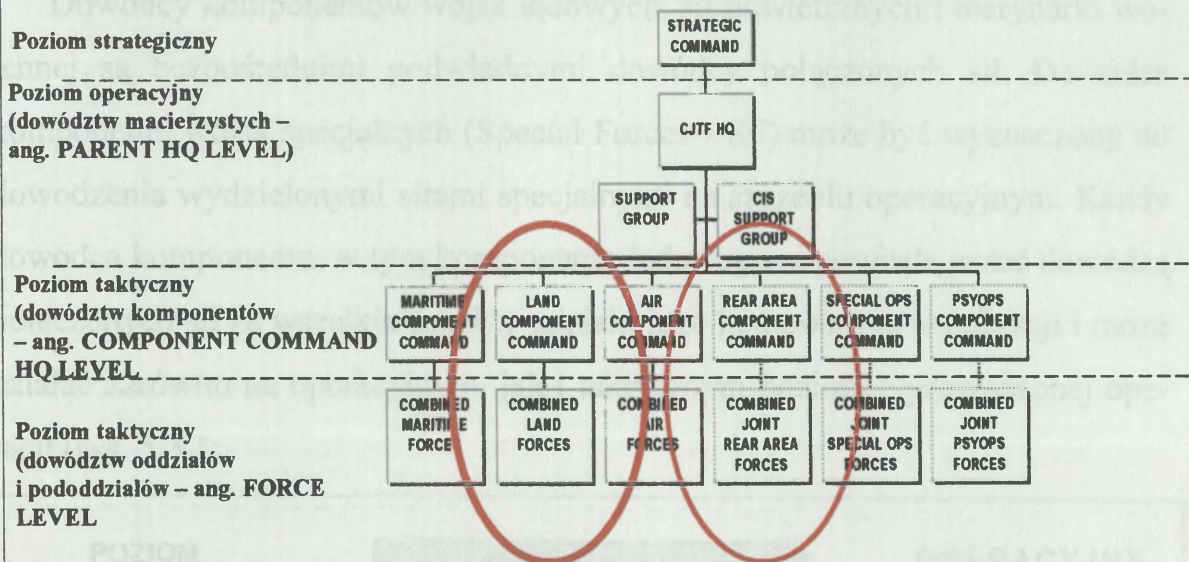 Poziom strategiczny
STRATEGIC
COMMAND
Poziom operacyjny
(dowództw macierzystych –
ang. PARENT HQ LEVEL)
CJTF HQ
SUPPORT
GROUP
CIS
SUPPORT
GROUP
Poziom taktyczny
(dowództw komponentów
– ang. COMPONENT COMMAND
HQ LEVEL
MARITIME
COMPONENT
COMMAND
LAND
COMPONENT
COMMAND
AIR
COMPONENT
COMMAND
REAR AREA
COMPONENT
COMMAND
SPECIAL OPS
COMPONENT
COMMAND
PSYOPS
COMPONENT
COMMAND
Poziom taktyczny
(dowództw oddziałów
i pododdziałów – ang. FORCE
LEVEL
COMBINED
MARITIME
FORCES
COMBINED
LAND
FORCES
COMBINED
AIR
FORCES
COMBINED
JOINT
REAR AREA
FORCES
COMBINED
JOINT
SPECIAL OPS
FORCES
COMBINED
JOINT
PSYOPS
FORCES